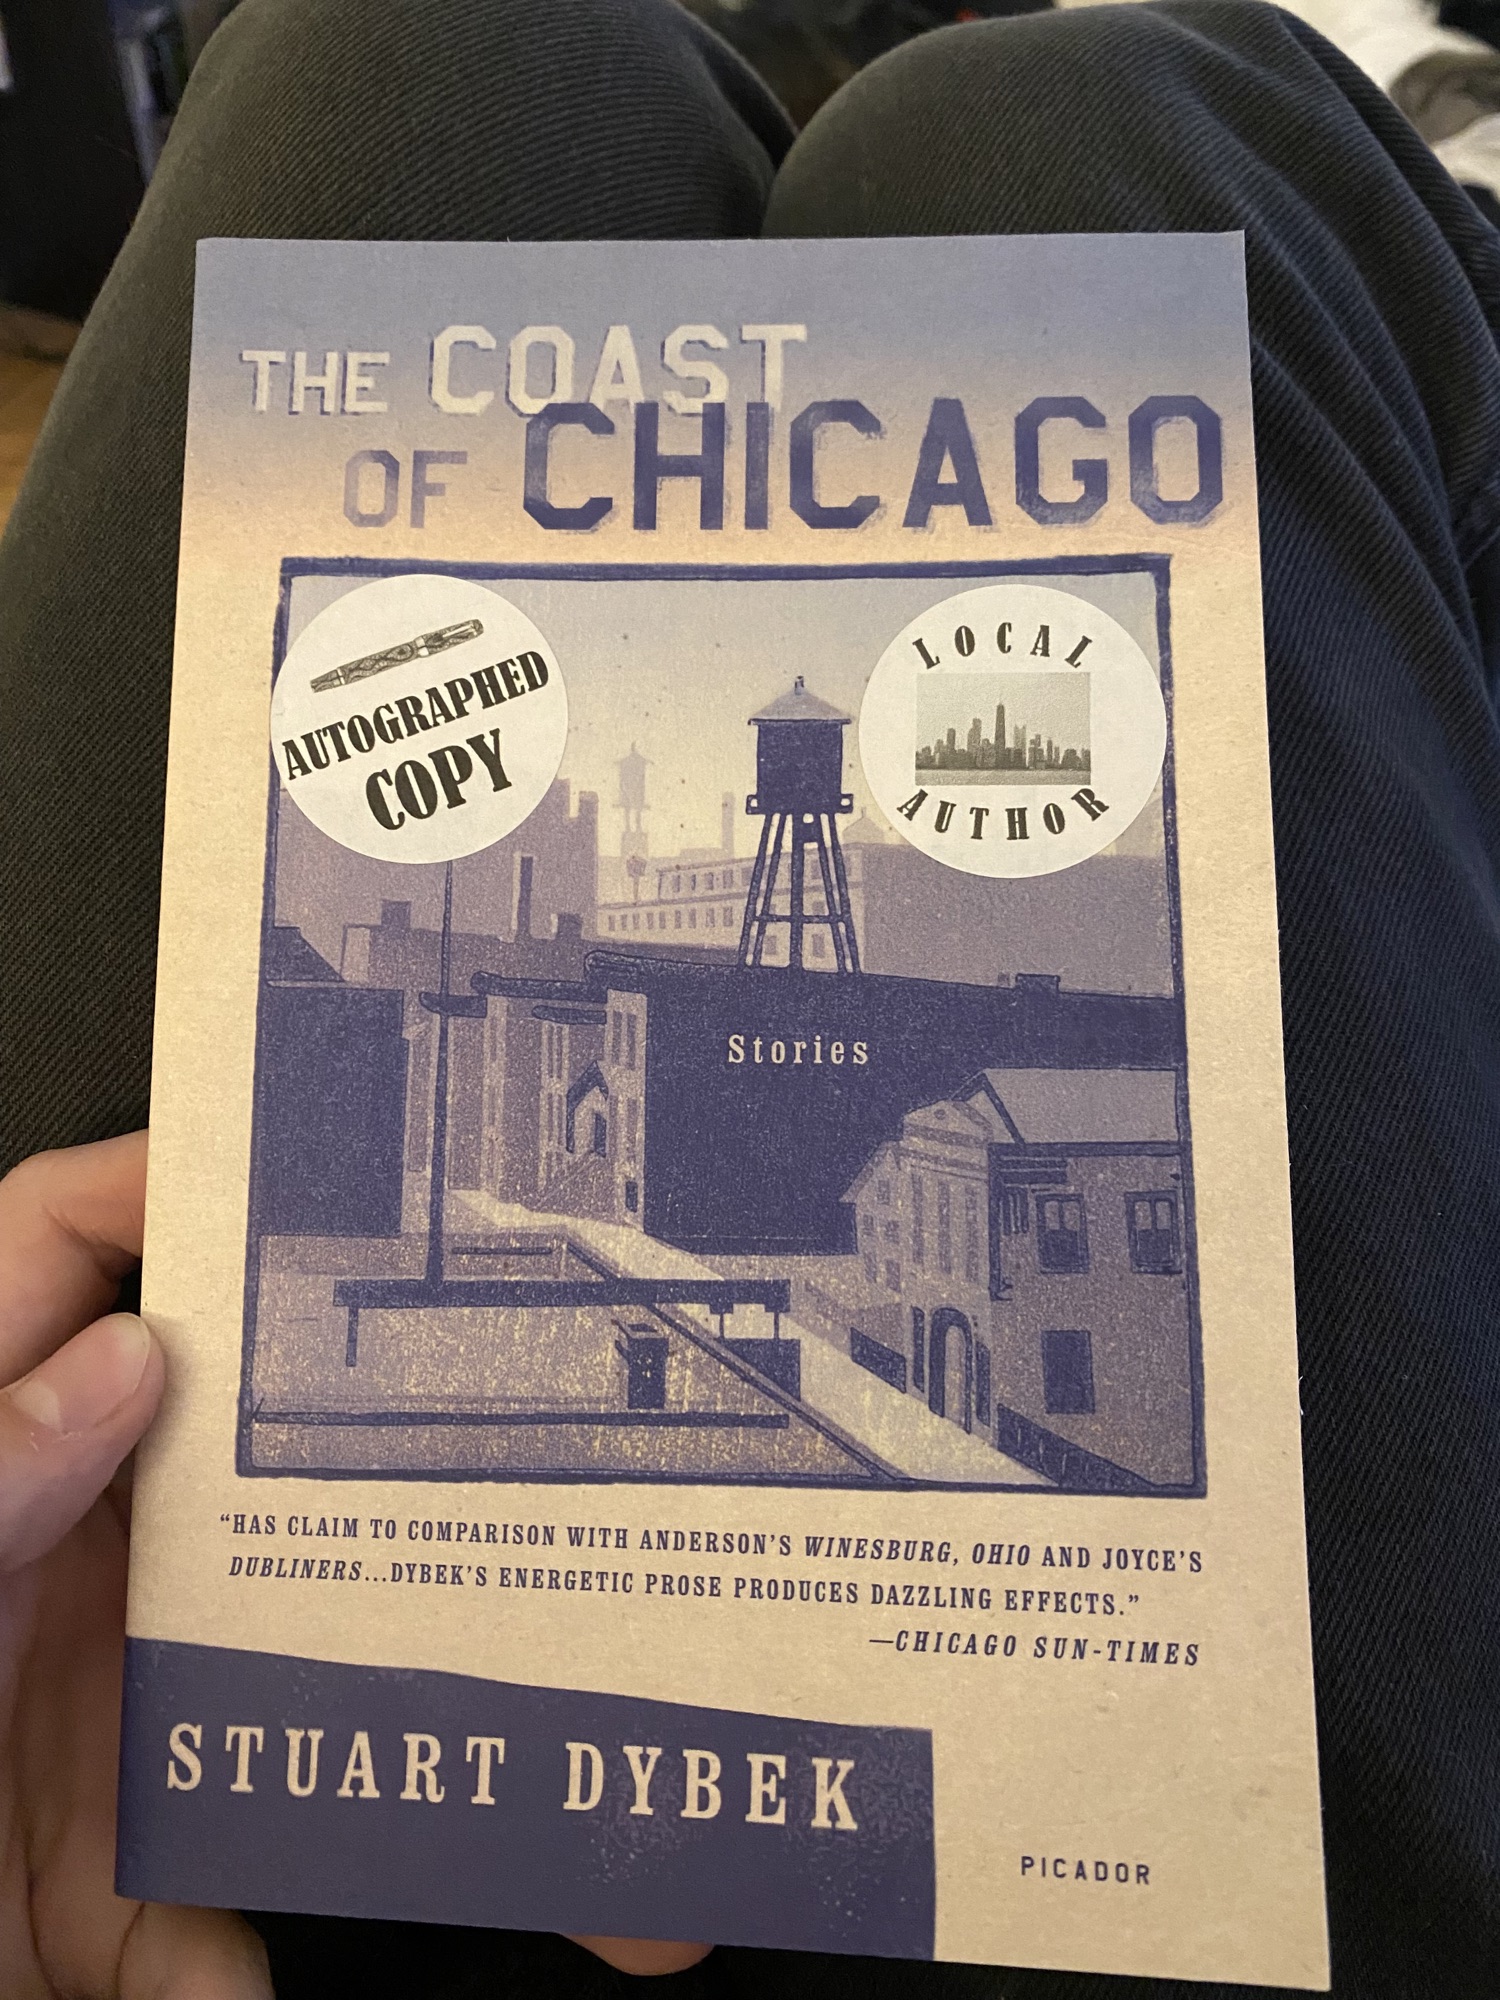 THE COAST
OF CHICAGO
AUTOGRAPHED
COPY
LOCAL
AUTHOR
Stories
“HAS CLAIM TO COMPARISON WITH ANDERSON’S WINESBURG, OHIO AND JOYCE’S
DUBLINERS...DYBEK’S ENERGETIC PROSE PRODUCES DAZZLING EFFECTS.”
—CHICAGO SUN-TIMES
STUART DYBEK
PICADOR